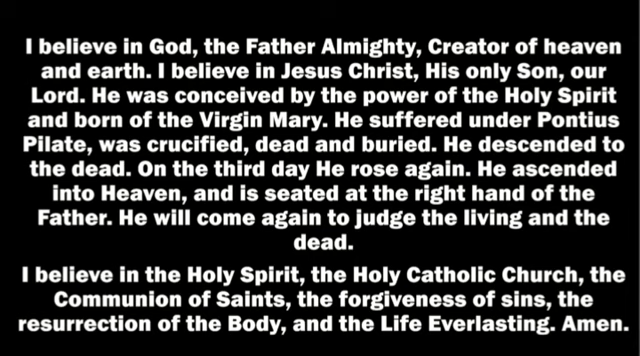 I believe in God, the Father Almighty, Creator of heaven
and earth. I believe in Jesus Christ, His only Son, our
Lord. He was conceived by the power of the Holy Spirit
and born of the Virgin Mary. He suffered under Pontius
Pilate, was crucified, dead and buried. He descended to
the dead. On the third day He rose again. He ascended
into Heaven, and is seated at the right hand of the
Father. He will come again to judge the living and the
dead.
I believe in the Holy Spirit, the Holy Catholic Church, the
Communion of Saints, the forgiveness of sins, the
resurrection of the Body, and the Life Everlasting. Amen.